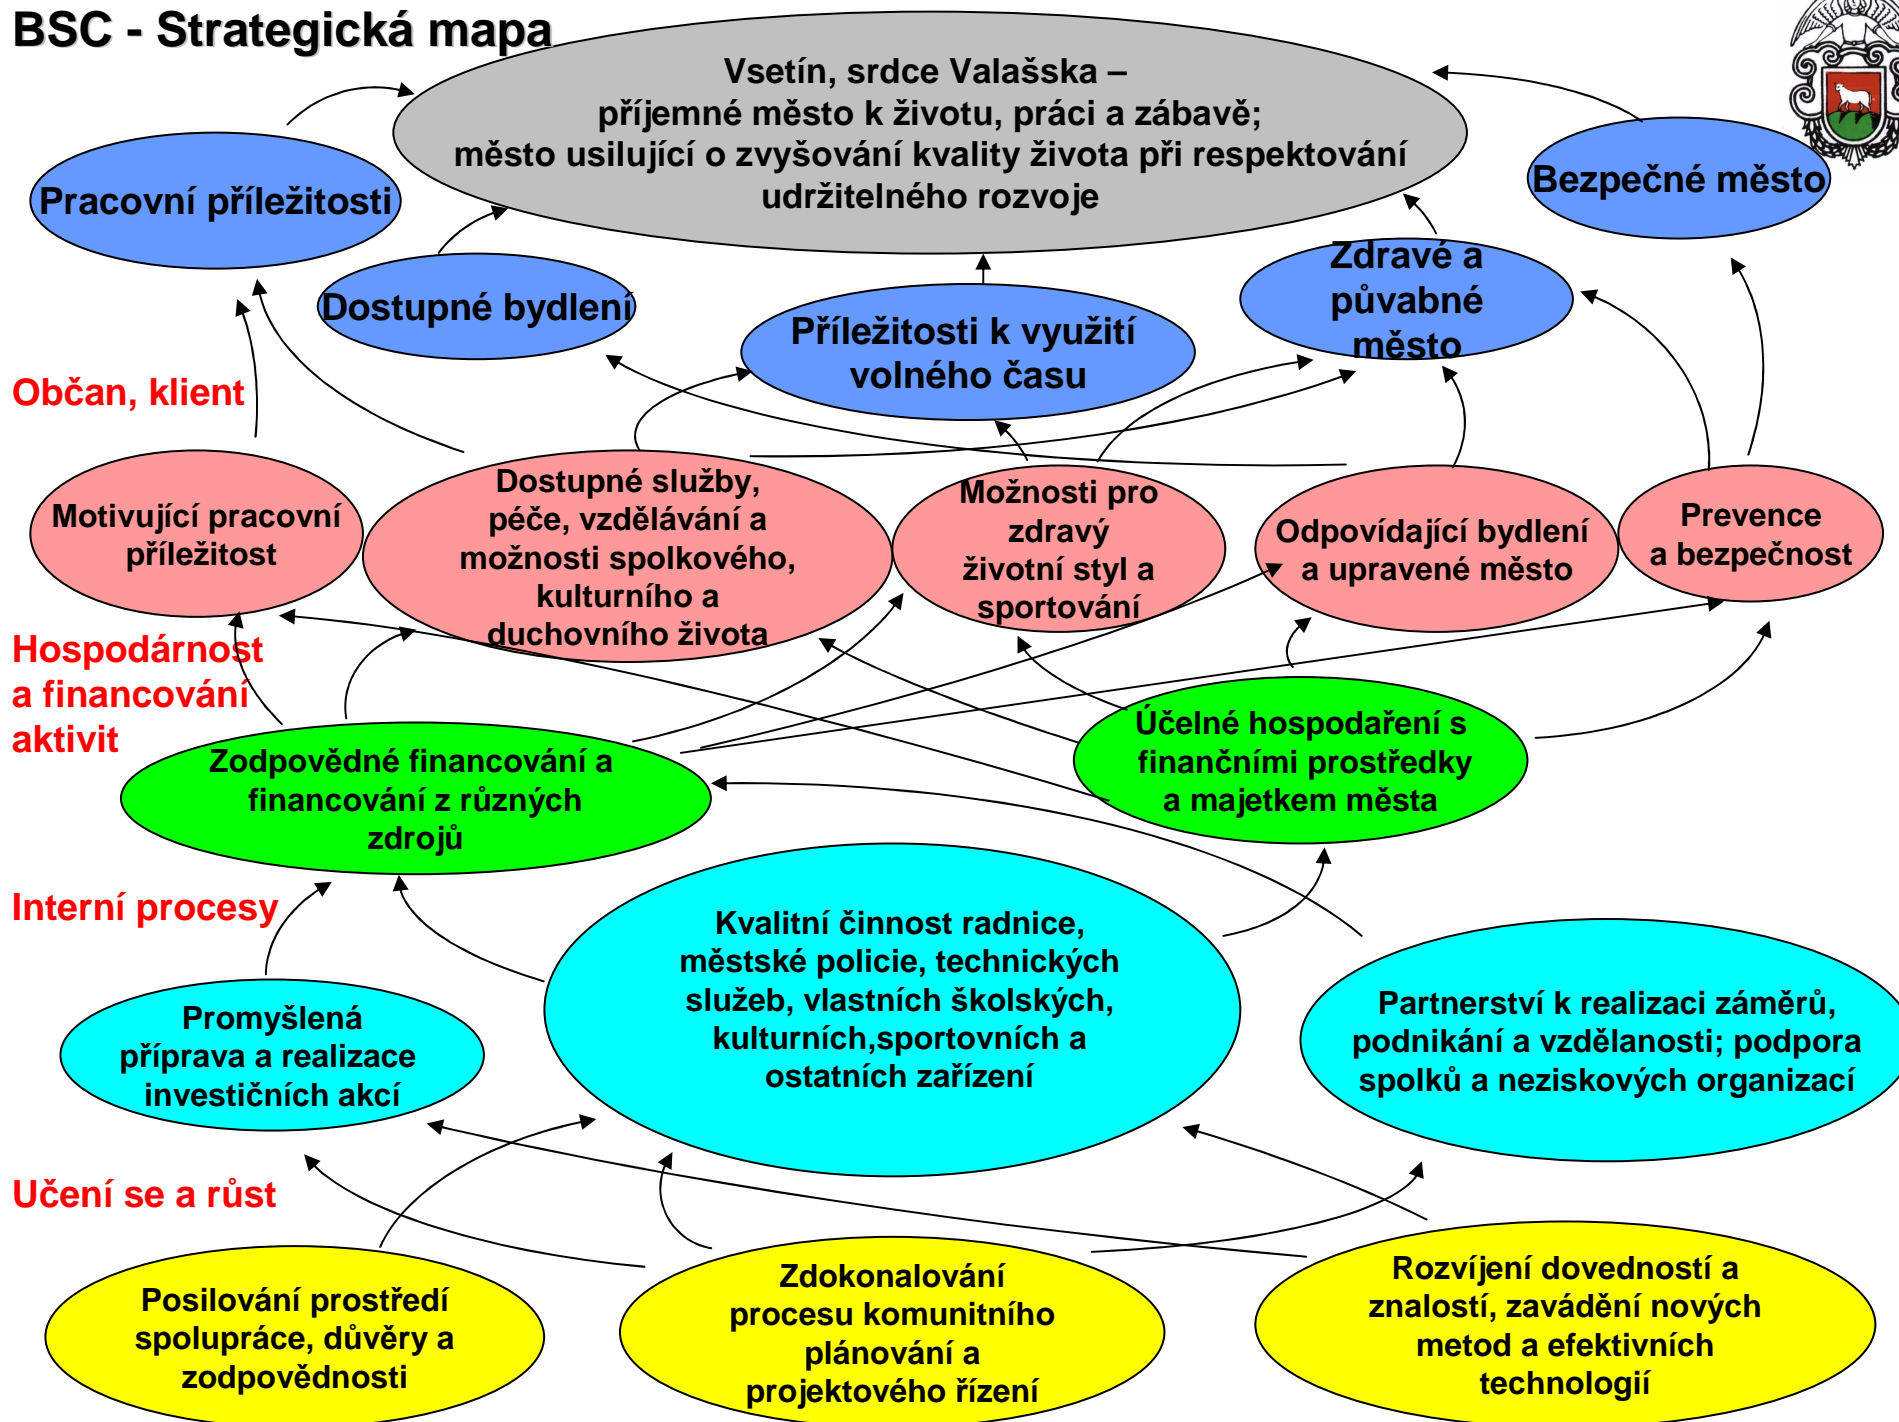 BSC - Strategická mapa
Vsetín, srdce Valašska –
příjemné město k životu, práci a zábavě;
město usilující o zvyšování kvality života při respektování
udržitelného rozvoje
Pracovní příležitosti
Bezpečné město
Dostupné bydlení
Příležitosti k využití
volného času
Zdravé a
půvabné
město
Občan, klient
Motivující pracovní
příležitost
Dostupné služby,
péče, vzdělávání a
možnosti spolkového,
kulturního a
duchovního života
Možnosti pro
zdravý
životní styl a
sportování
Odpovídající bydlení
a upravené město
Prevence
a bezpečnost
Hospodárnost
a financování
aktivit
Zodpovědné financování a
financování z různých
zdrojů
Účelné hospodaření s
finančními prostředky
a majetkem města
Interní procesy
Promyšlená
příprava a realizace
investičních akcí
Kvalitní činnost radnice,
městské policie, technických
služeb, vlastních školských,
kulturních,sportovních a
ostatních zařízení
Partnerství k realizaci záměrů,
podnikání a vzdělanosti; podpora
spolků a neziskových organizací
Učení se a růst
Posilování prostředí
spolupráce, důvěry a
zodpovědnosti
Zdokonalování
procesu komunitního
plánování a
projektového řízení
Rozvíjení dovedností a
znalostí, zavádění nových
metod a efektivních
technologií